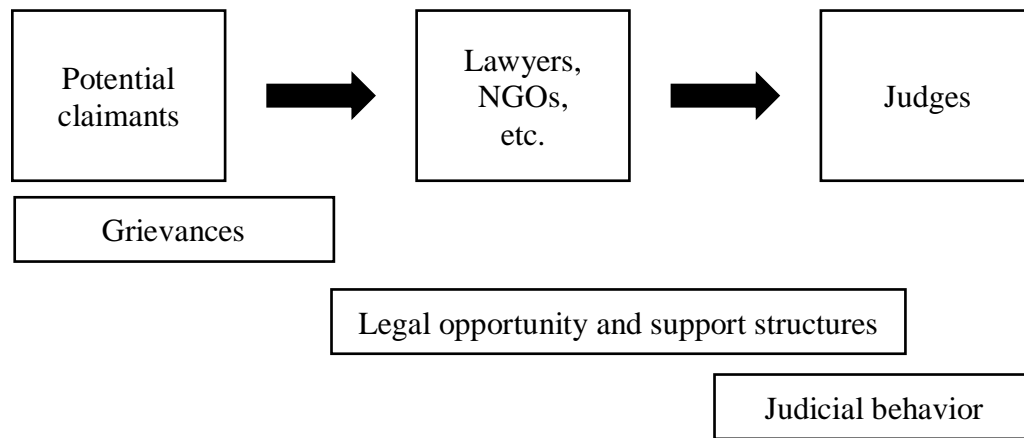 Potential
claimants
Lawyers,
NGOs,
etc.
Judges
Grievances
Legal opportunity and support structures
Judicial behavior